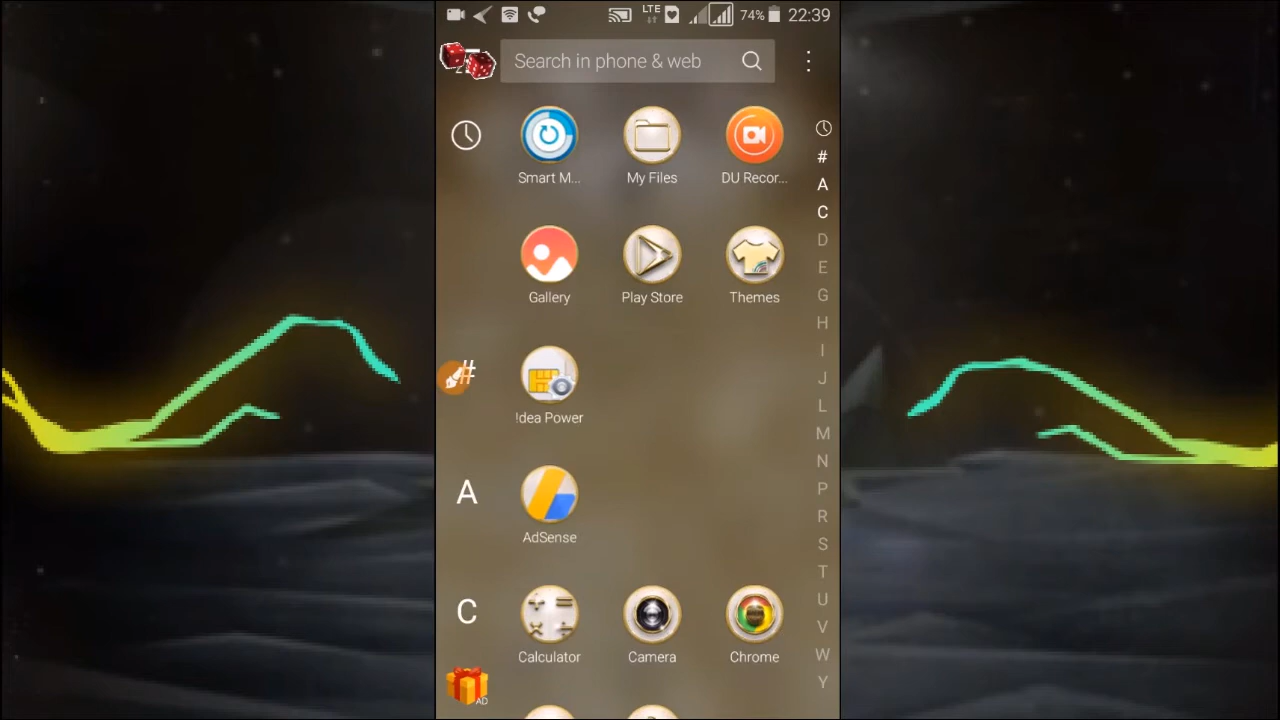 LTE 74% 22:39
Search in phone & web
Smart M... My Files DU Recor...
Gallery Play Store Themes
#
!dea Power
A
AdSense
C
Calculator Camera Chrome
AD
#
A
C
D
E
G
H
I
J
L
M
N
P
R
S
T
U
V
W
Y